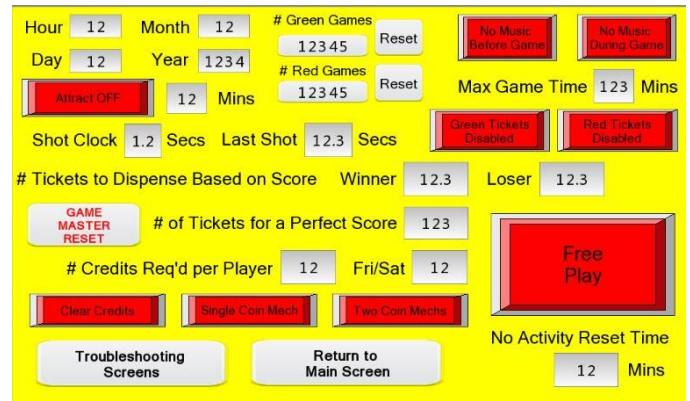 Hour 12 Month 12
# Green Games
12345 Reset
No Music
Before Game
No Music
During Game
Day 12 Year 1234
# Red Games
12345 Reset
Attract OFF 12 Mins
Max Game Time 123 Mins
Shot Clock 1.2 Secs Last Shot 12.3 Secs
Green Tickets
Disabled
Red Tickets
Disabled
# Tickets to Dispense Based on Score Winner 12.3 Loser 12.3
GAME
MASTER
RESET
# of Tickets for a Perfect Score 123
Free
Play
# Credits Req'd per Player 12 Fri/Sat 12
Clear Credits Single Coin Mech Two Coin Mechs
No Activity Reset Time
12 Mins
Troubleshooting
Screens
Return to
Main Screen